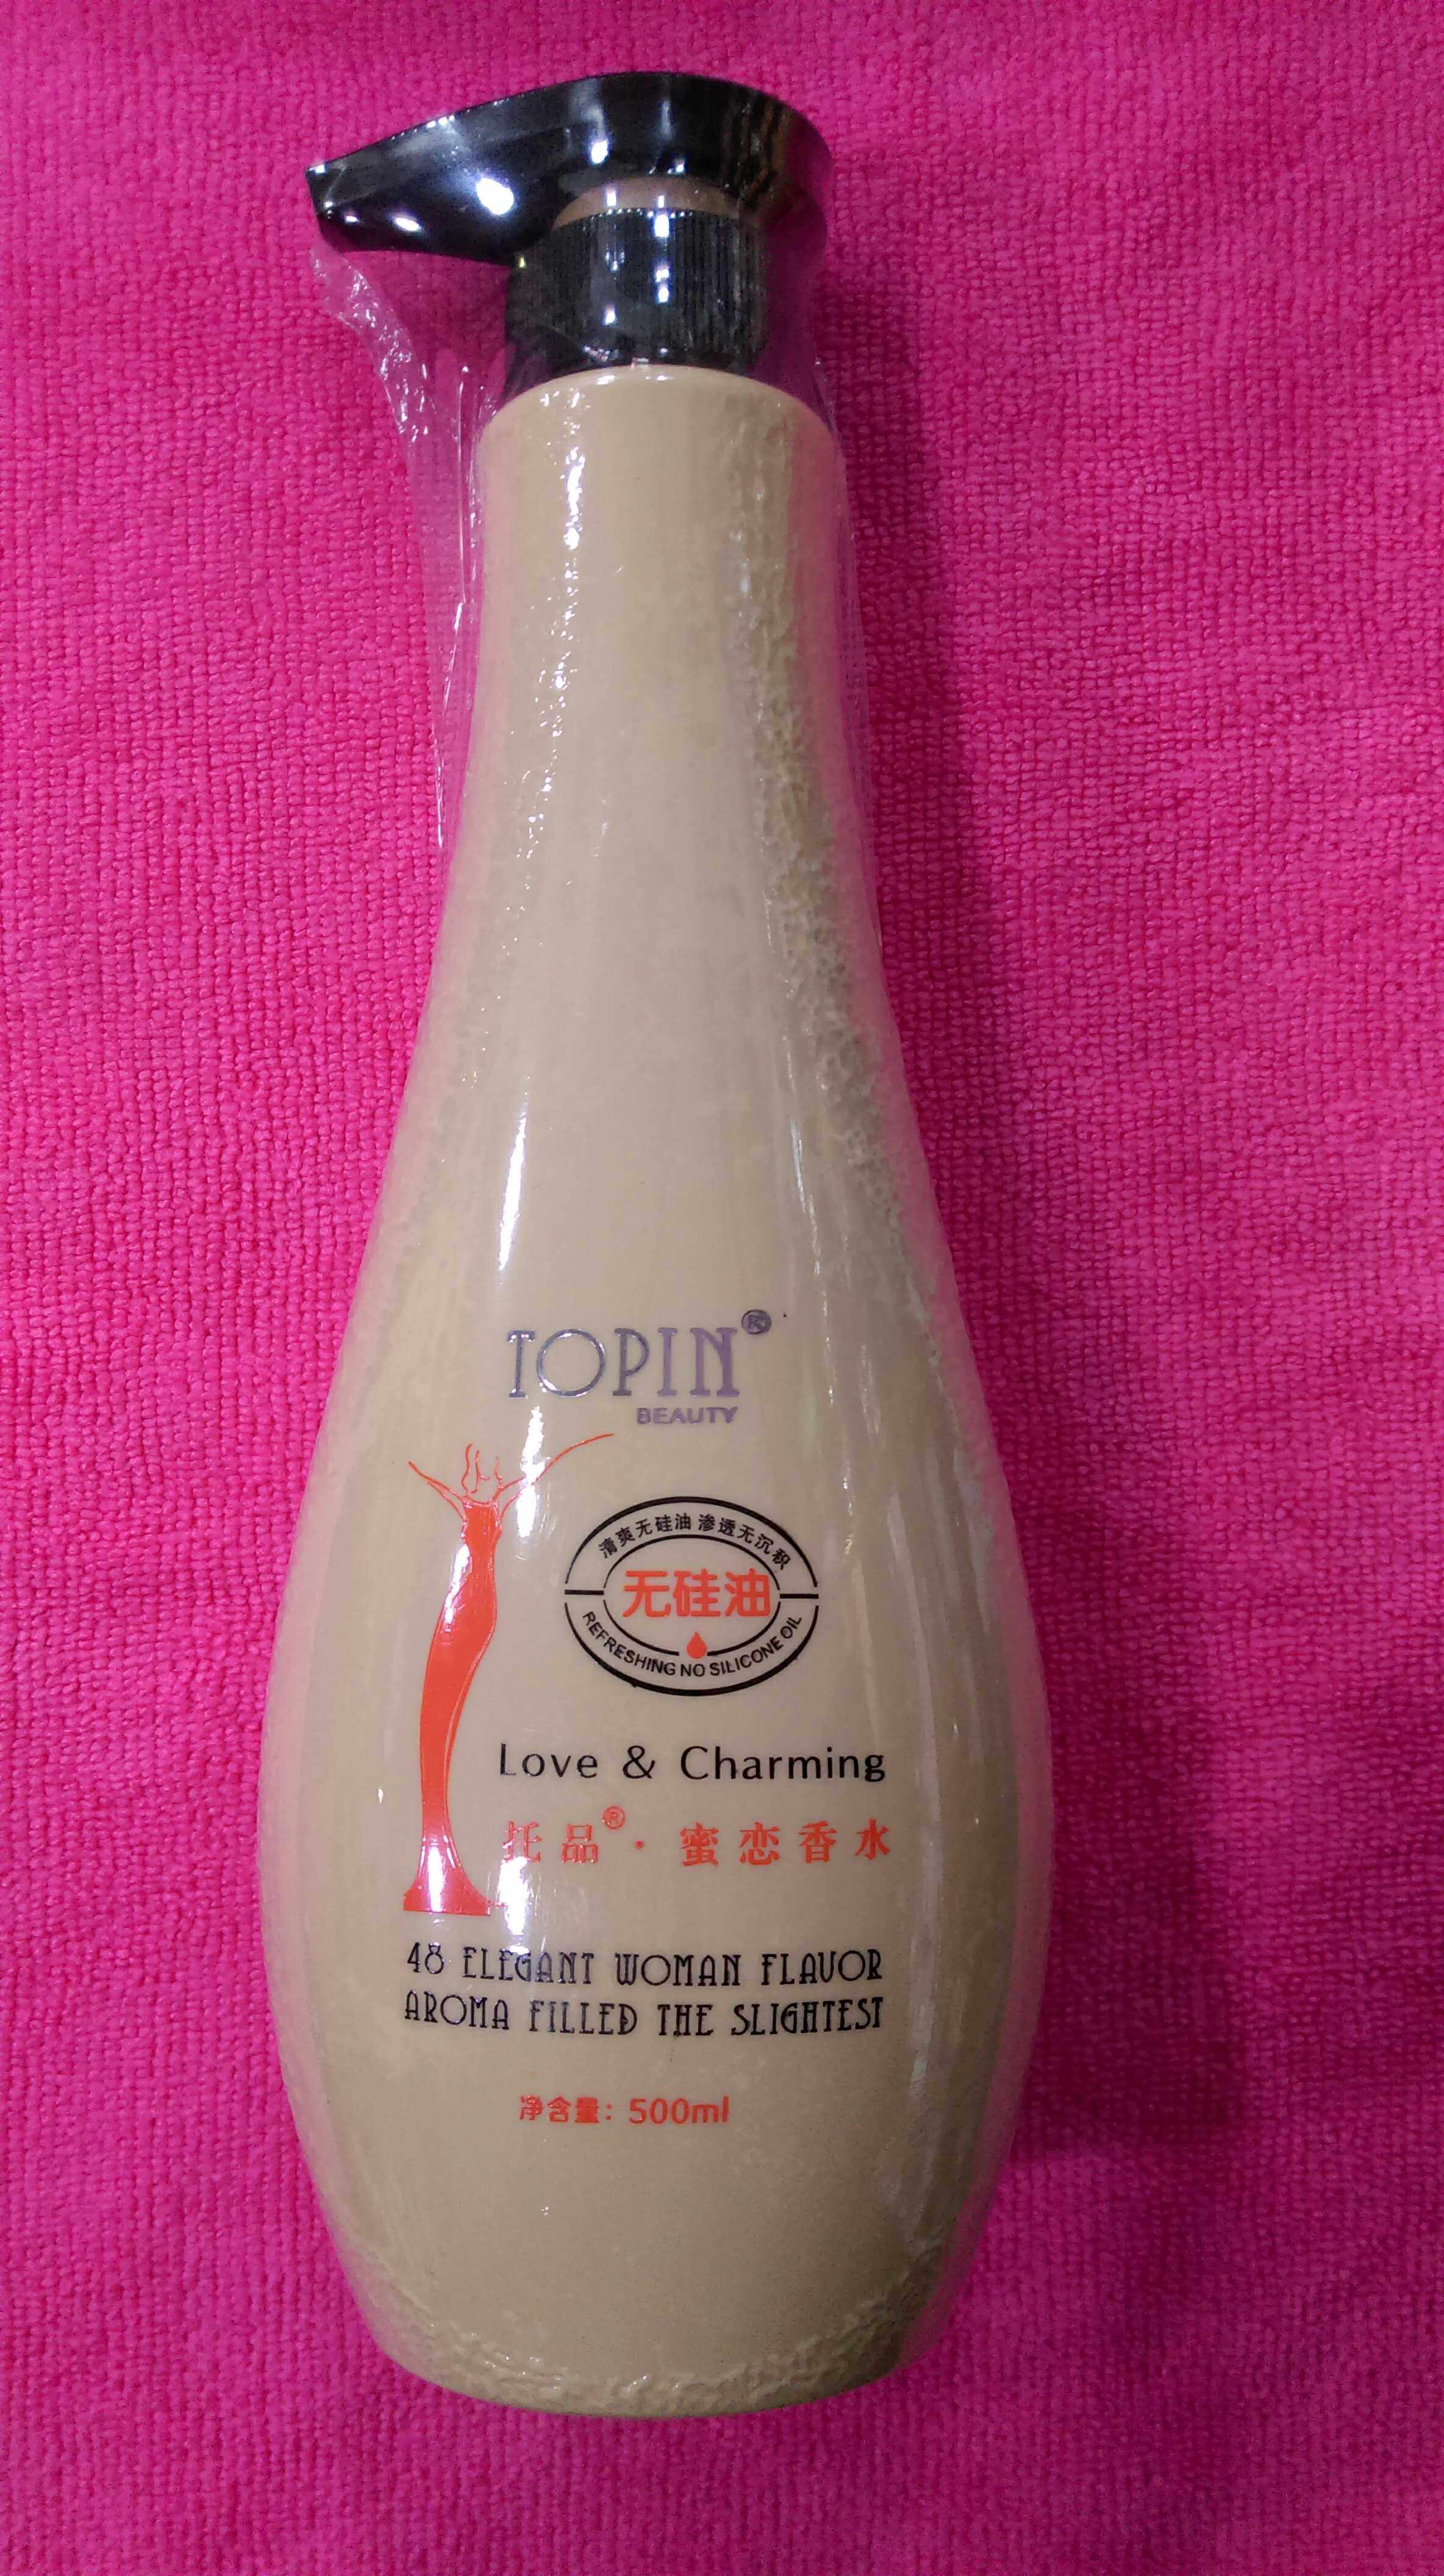 TOPIN®
BEAUTY
清爽无硅油 渗透无沉积
无硅油
REFRESHING NO SILICONE OIL
Love & Charming
托品®·蜜恋香水
48 ELEGANT WOMAN FLAVOR
AROMA FILLED THE SLIGHTEST
净含量：500ml